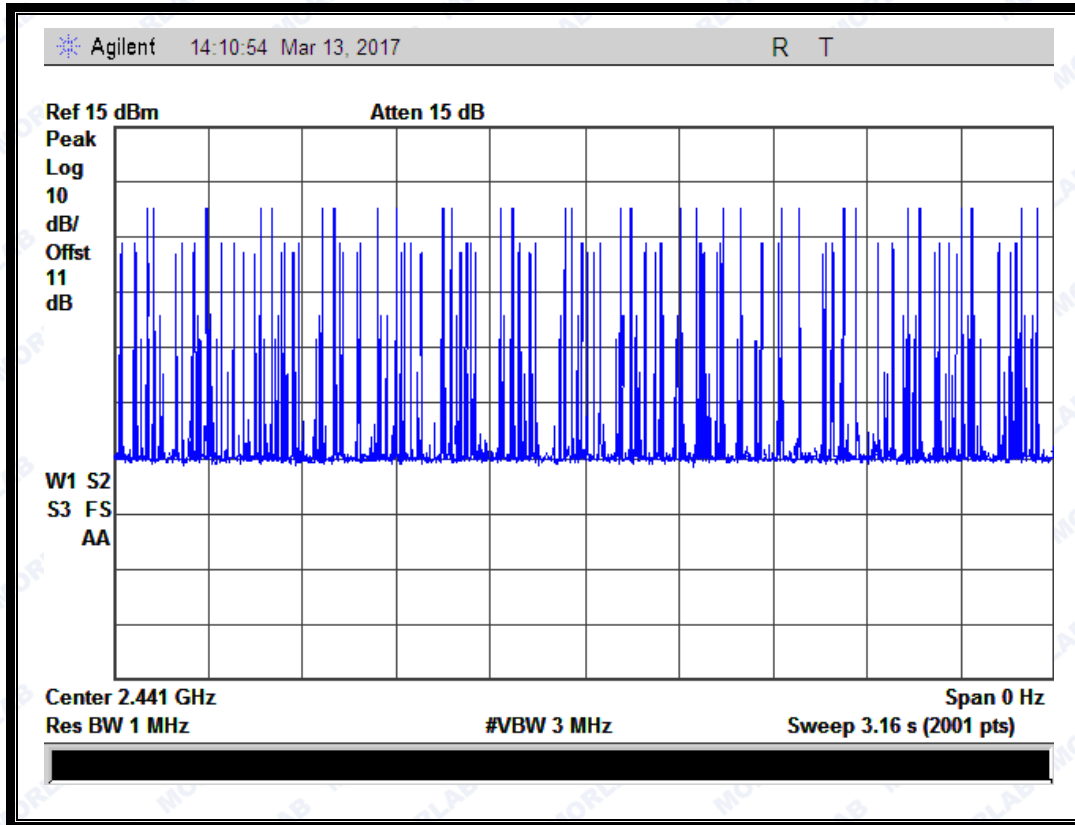 Agilent 14:10:54 Mar 13, 2017 R T
Ref 15 dBm Atten 15 dB
Peak
Log
10
dB/
Offst
11
dB
W1 S2
S3 FS
AA
Center 2.441 GHz Span 0 Hz
Res BW 1 MHz #VBW 3 MHz Sweep 3.16 s (2001 pts)